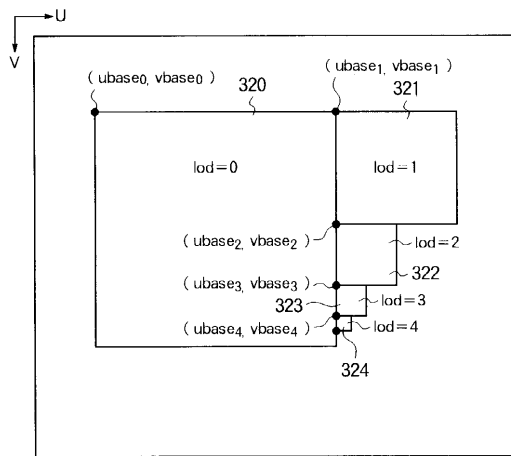 U
V
( ubase0, vbase0 )
320
( ubase1, vbase1 )
321
lod=0
lod=1
( ubase2, vbase2 )
lod=2
322
( ubase3, vbase3 )
323
lod=3
( ubase4, vbase4 )
lod=4
324